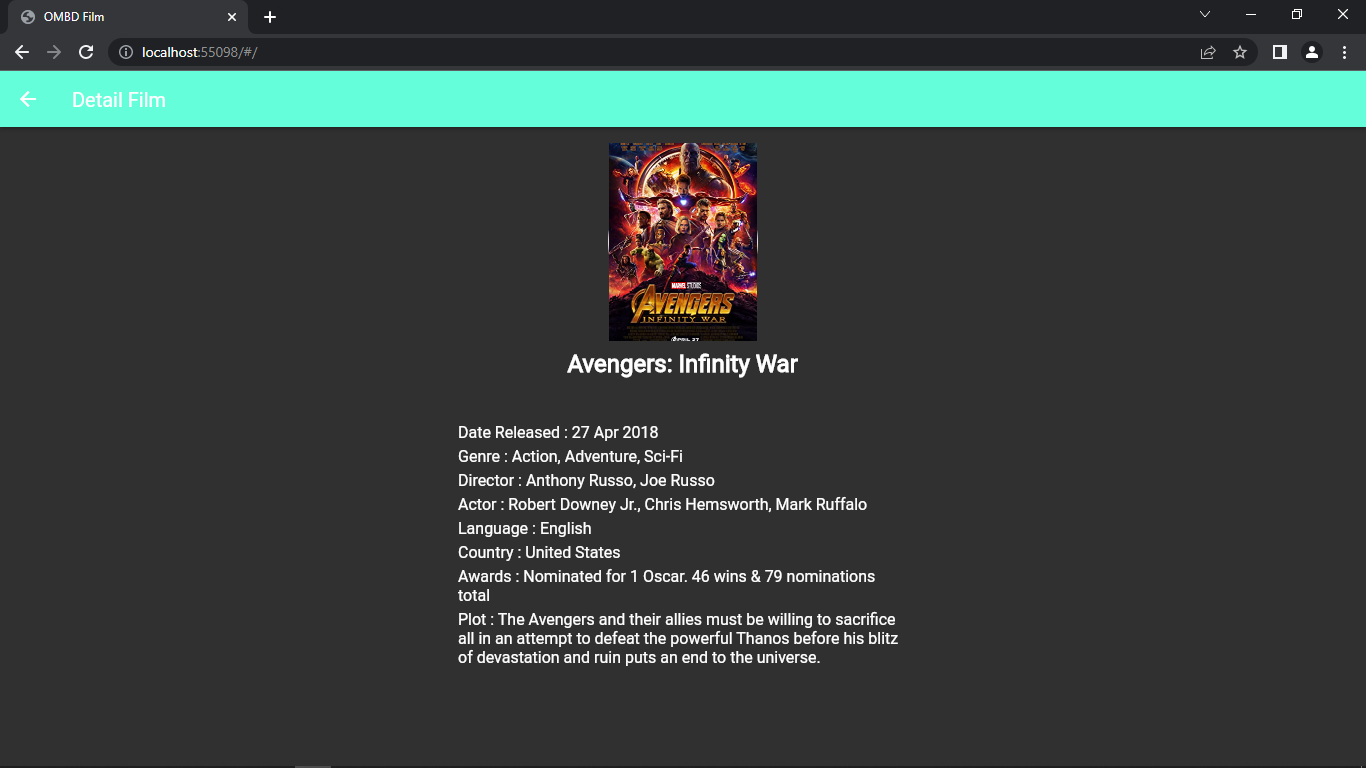 OMBD Film
localhost:55098/#/
Detail Film
MARVEL STUDIOS
AVENGERS
INFINITY WAR
APRIL 27
Avengers: Infinity War
Date Released : 27 Apr 2018
Genre : Action, Adventure, Sci-Fi
Director : Anthony Russo, Joe Russo
Actor : Robert Downey Jr., Chris Hemsworth, Mark Ruffalo
Language : English
Country : United States
Awards : Nominated for 1 Oscar. 46 wins & 79 nominations
total
Plot : The Avengers and their allies must be willing to sacrifice
all in an attempt to defeat the powerful Thanos before his blitz
of devastation and ruin puts an end to the universe.